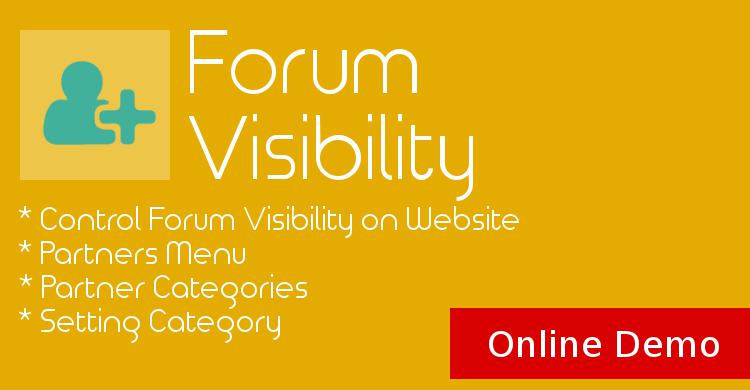 Forum
Visibility
* Control Forum Visibility on Website
* Partners Menu
* Partner Categories
* Setting Category
Online Demo